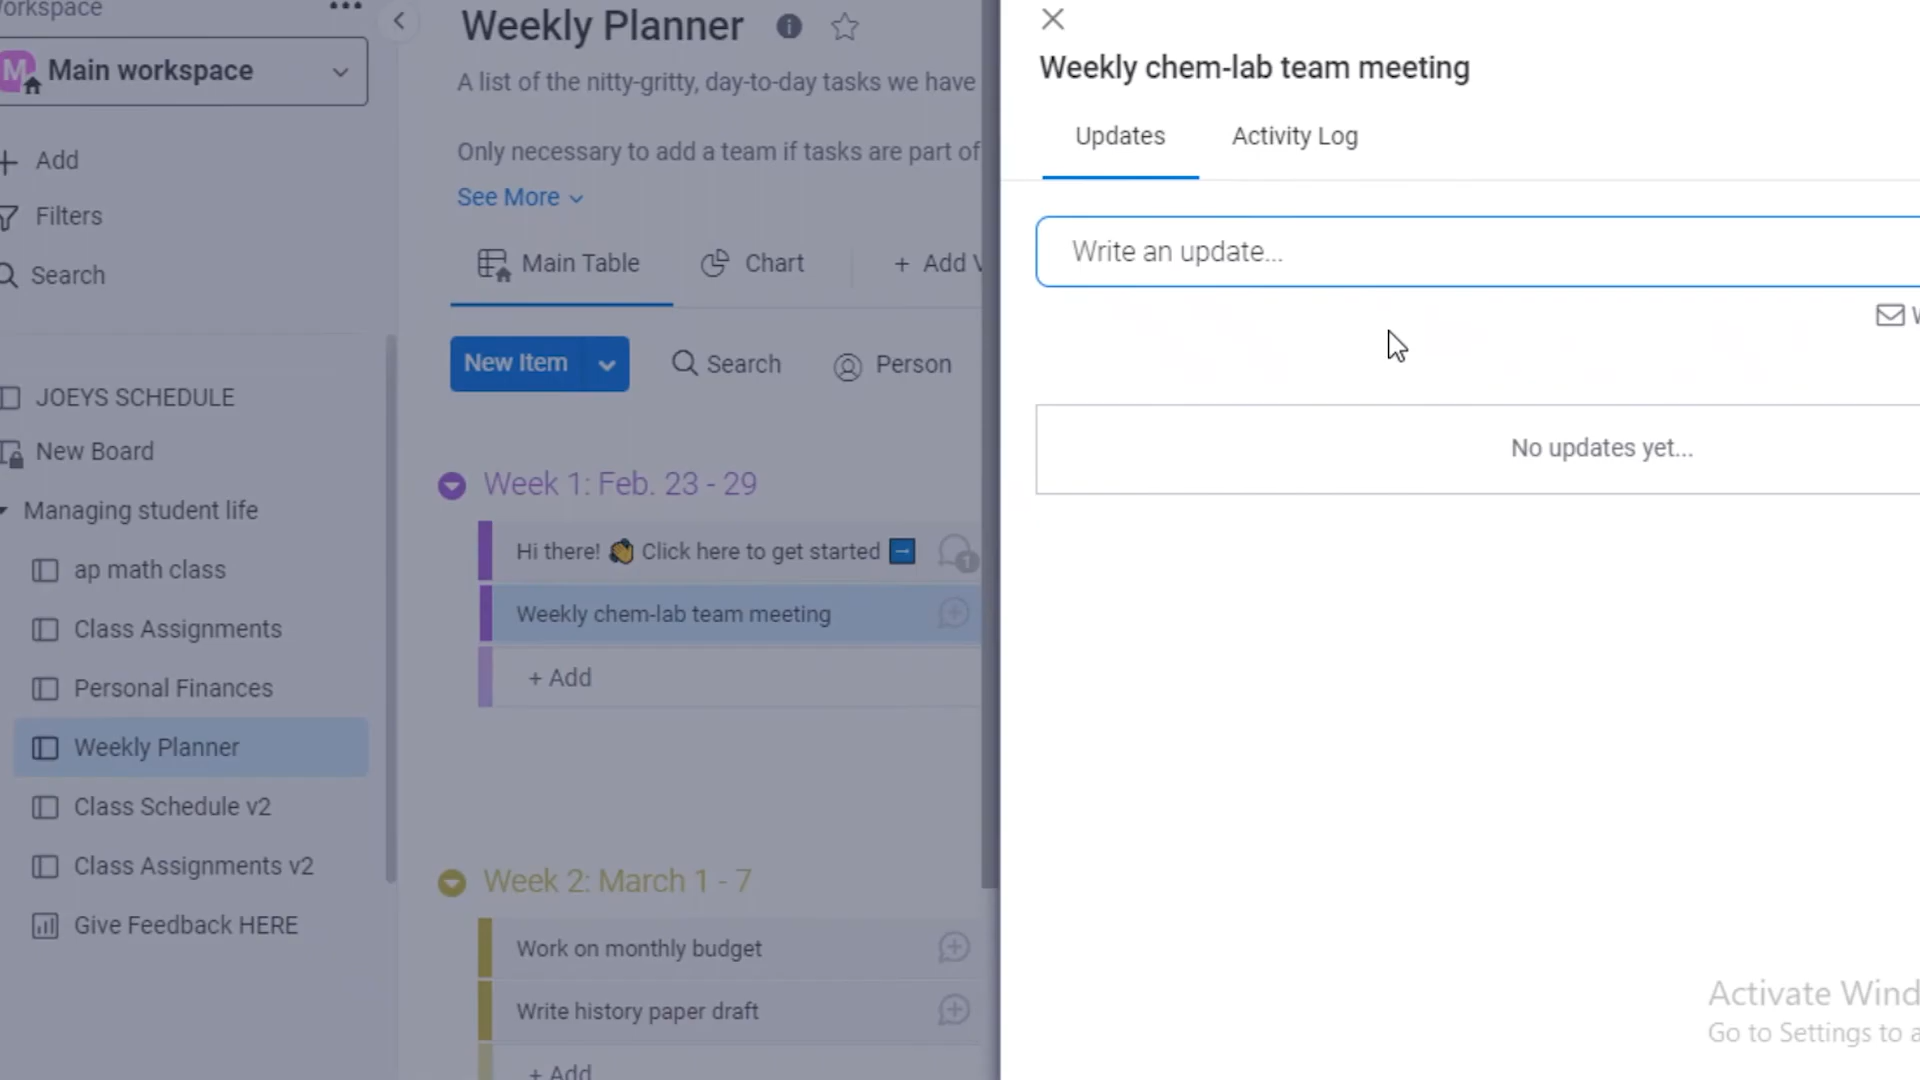 Main workspace
Add
Filters
Search
JOEYS SCHEDULE
New Board
Managing student life
ap math class
Class Assignments
Personal Finances
Weekly Planner
Class Schedule v2
Class Assignments v2
Give Feedback HERE
Weekly Planner
A list of the nitty-gritty, day-to-day tasks we have
Only necessary to add a team if tasks are part of
See More
Main Table Chart + Add
New Item Search Person
Week 1: Feb. 23 - 29
Hi there! 👋 Click here to get started ➡ 1
Weekly chem-lab team meeting
+ Add
Week 2: March 1 - 7
Work on monthly budget
Write history paper draft
+ Add
Weekly chem-lab team meeting
Updates Activity Log
Write an update...
No updates yet...
Activate
Go to Settings to